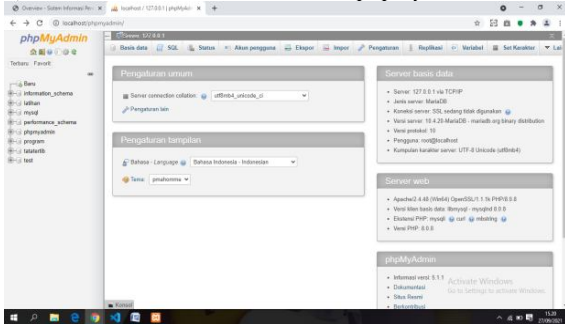 Overview - Sistem Informasi Per
localhost / 127.0.0.1 | phpMyAdmin
localhost/phpmyadmin/
phpMyAdmin
Terbaru Favorit
Baru
information_schema
latihan
mysql
performance_schema
phpmyadmin
program
tatatertib
test
Server: 127.0.0.1
Basis data
SQL
Status
Akun pengguna
Ekspor
Impor
Pengaturan
Replikasi
Variabel
Set Karakter
Lai
Pengaturan umum
Server connection collation:
utf8mb4_unicode_ci
Pengaturan lain
Pengaturan tampilan
Bahasa - Language
Bahasa Indonesia - Indonesian
Tema:
pmahomme
Server basis data
Server: 127.0.0.1 via TCP/IP
Jenis server: MariaDB
Koneksi server: SSL sedang tidak digunakan
Versi server: 10.4.20-MariaDB - mariadb.org binary distribution
Versi protokol: 10
Pengguna: root@localhost
Kumpulan karakter server: UTF-8 Unicode (utf8mb4)
Server web
Apache/2.4.48 (Win64) OpenSSL/1.1.1k PHP/8.0.8
Versi klien basis data: libmysql - mysqlnd 8.0.8
Ekstensi PHP: mysqli curl mbstring
Versi PHP: 8.0.8
phpMyAdmin
Informasi versi: 5.1.1
Dokumentasi
Situs Resmi
Berkontribusi
Activate Windows
Go to Settings to activate Windows.
Konsol
15.20
27/09/2021